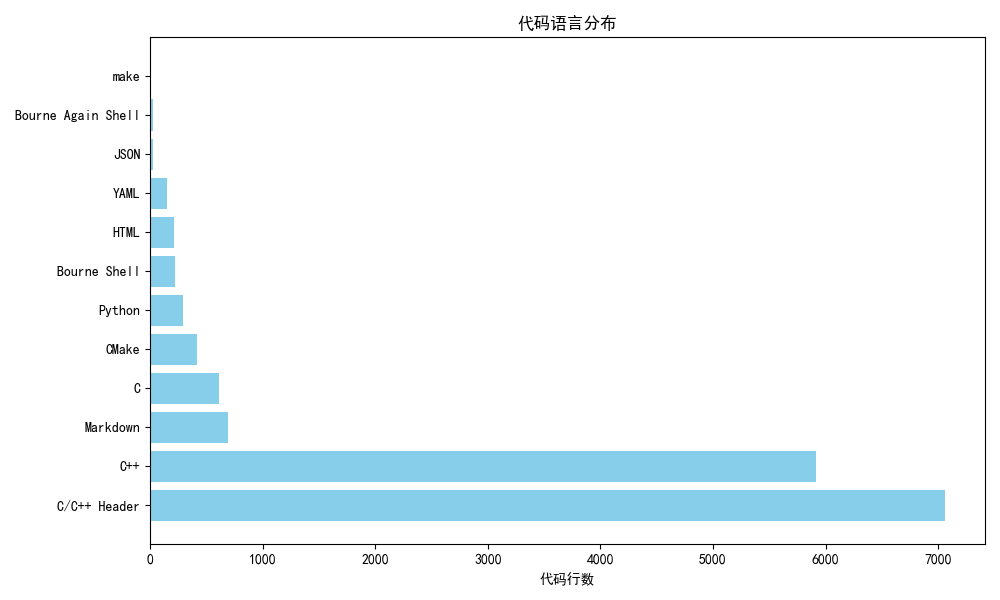 代码语言分布
make
Bourne Again Shell
JSON
YAML
HTML
Bourne Shell
Python
CMake
C
Markdown
C++
C/C++ Header
0 1000 2000 3000 4000 5000 6000 7000
代码行数